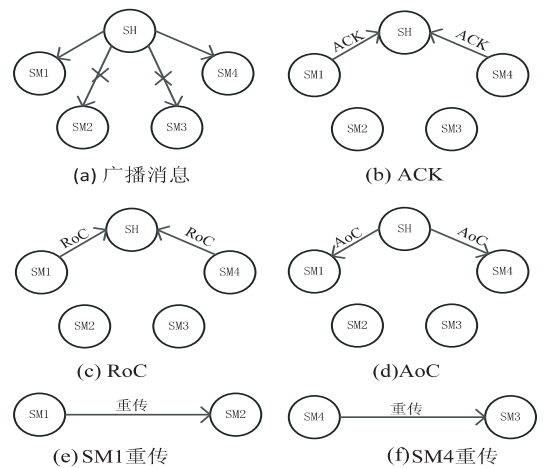 SH
SM1
SM4
SM2
SM3
(a) 广播消息
SH
ACK
ACK
SM1
SM4
SM2
SM3
(b) ACK
SH
RoC
RoC
SM1
SM4
SM2
SM3
(c) RoC
SH
AoC
AoC
SM1
SM4
SM2
SM3
(d)AoC
SM1
重传
SM2
(e)SM1重传
SM4
重传
SM3
(f)SM4重传